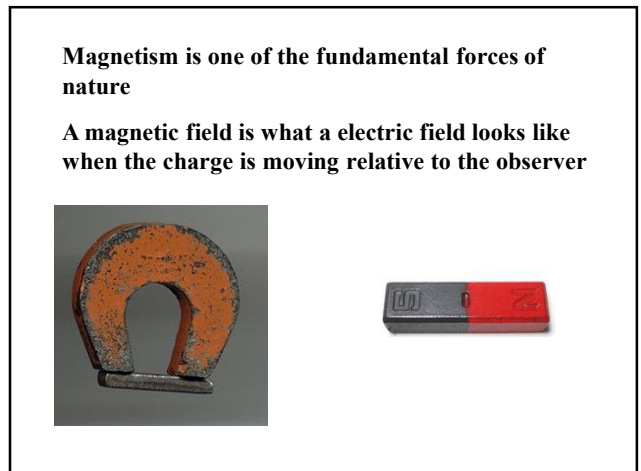 Magnetism is one of the fundamental forces of
nature
A magnetic field is what a electric field looks like
when the charge is moving relative to the observer
S N